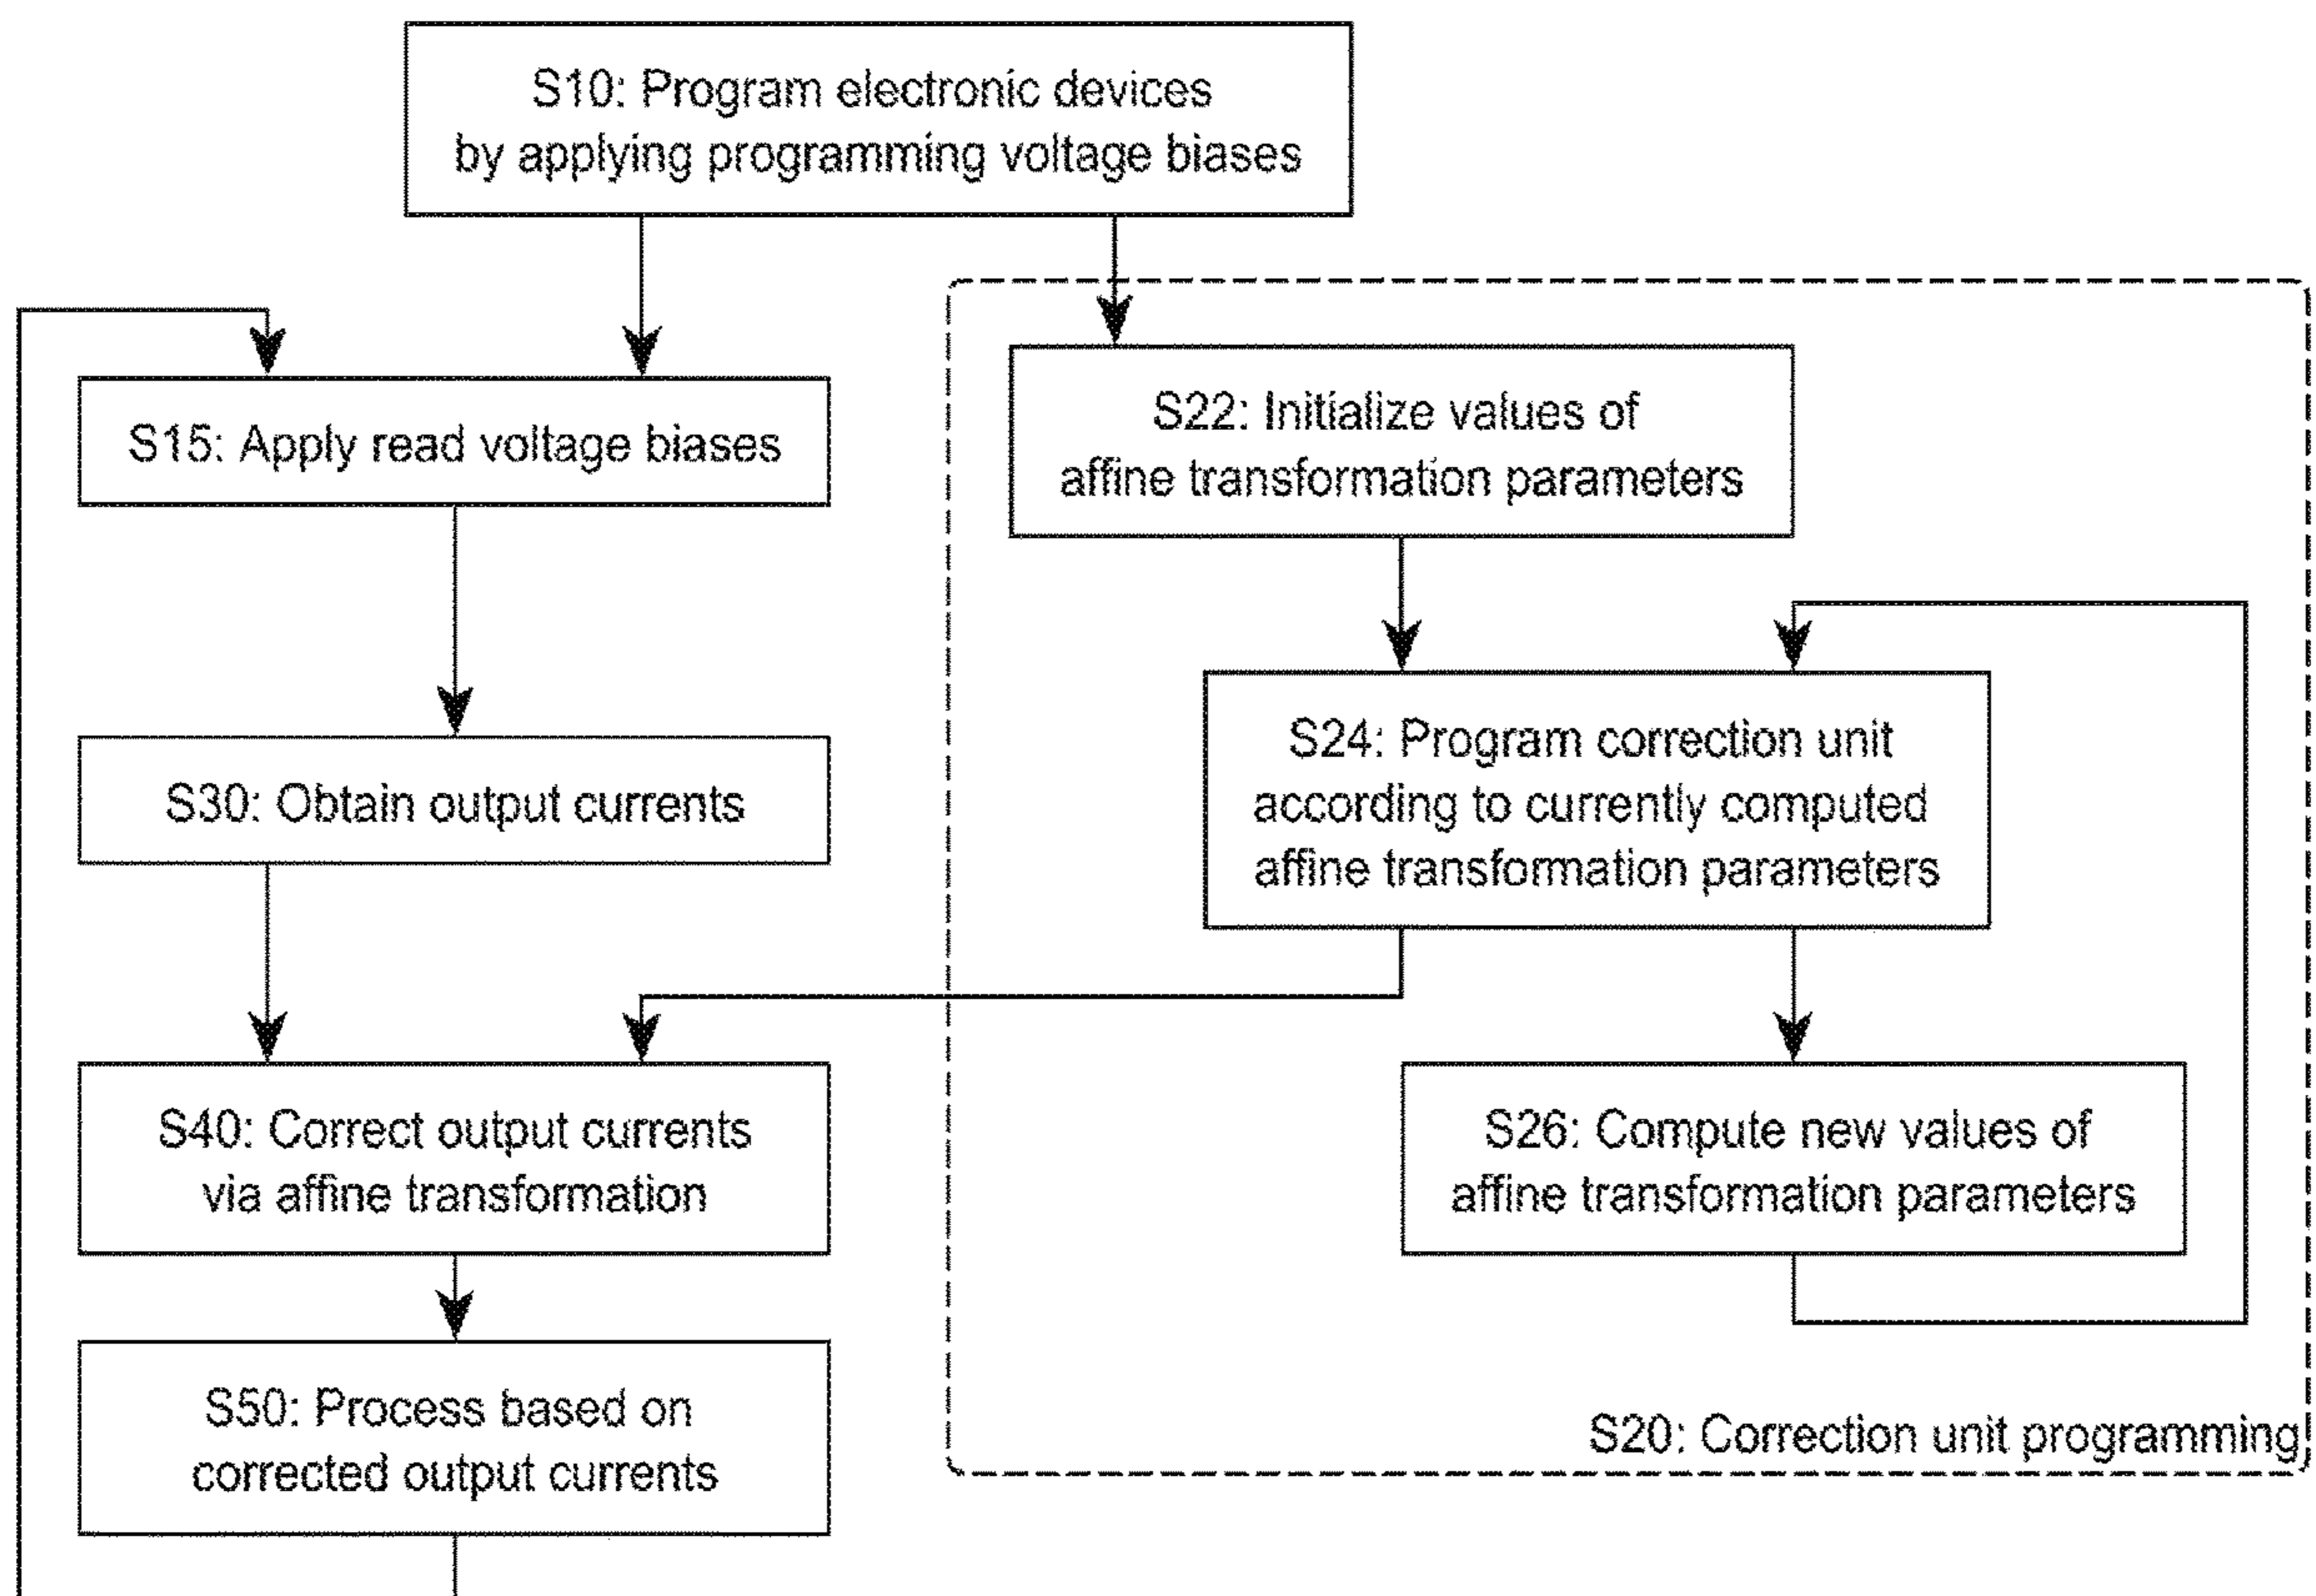 S10: Program electronic devices
by applying programming voltage biases
S15: Apply read voltage biases
S22: Initialize values of
affine transformation parameters
S30: Obtain output currents
S24: Program correction unit
according to currently computed
affine transformation parameters
S40: Correct output currents
via affine transformation
S26: Compute new values of
affine transformation parameters
S50: Process based on
corrected output currents
S20: Correction unit programming